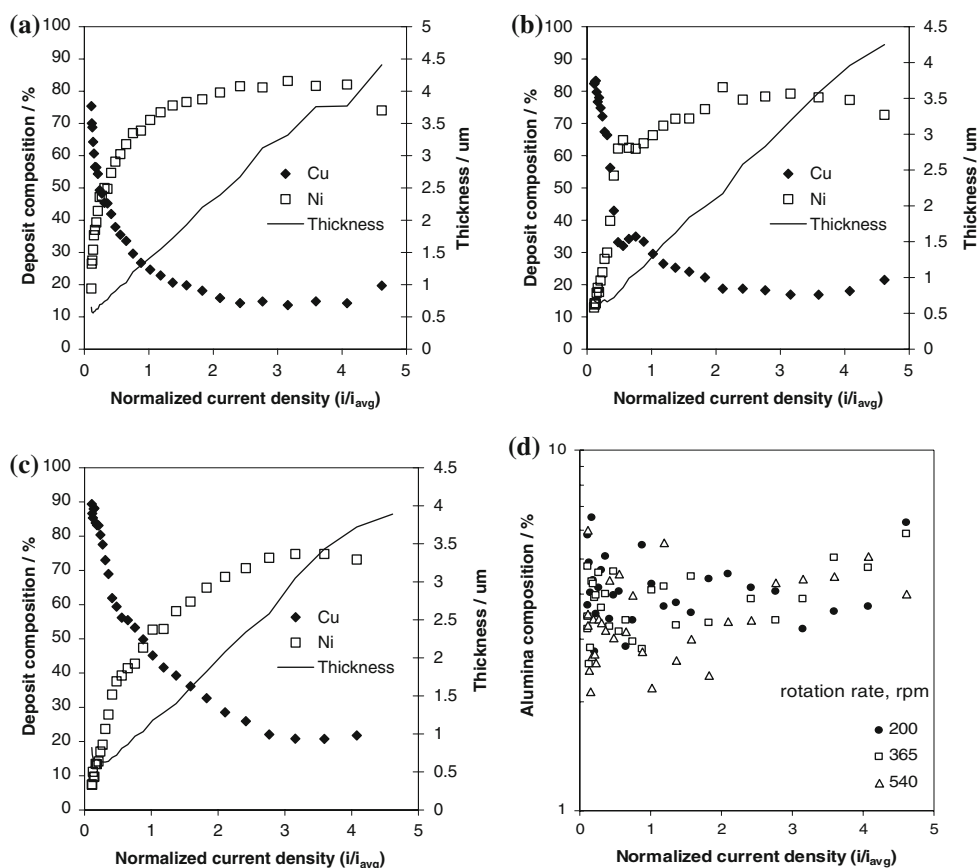 (a)
100
90
80
70
60
50
40
30
20
10
0
Deposit composition / %
0 1 2 3 4 5
Normalized current density (i/iavg)
5
4.5
4
3.5
3
2.5
2
1.5
1
0.5
0
Thickness / um
Cu
Ni
Thickness
(b)
100
90
80
70
60
50
40
30
20
10
0
Deposit composition / %
0 1 2 3 4 5
Normalized current density (i/iavg)
4.5
4
3.5
3
2.5
2
1.5
1
0.5
0
Thickness / um
Cu
Ni
Thickness
(c)
100
90
80
70
60
50
40
30
20
10
0
Deposit composition / %
0 1 2 3 4 5
Normalized current density (i/iavg)
4.5
4
3.5
3
2.5
2
1.5
1
0.5
0
Thickness / um
Cu
Ni
Thickness
(d)
10
1
Alumina composition / %
0 1 2 3 4 5
Normalized current density (i/iavg)
rotation rate, rpm
200
365
540